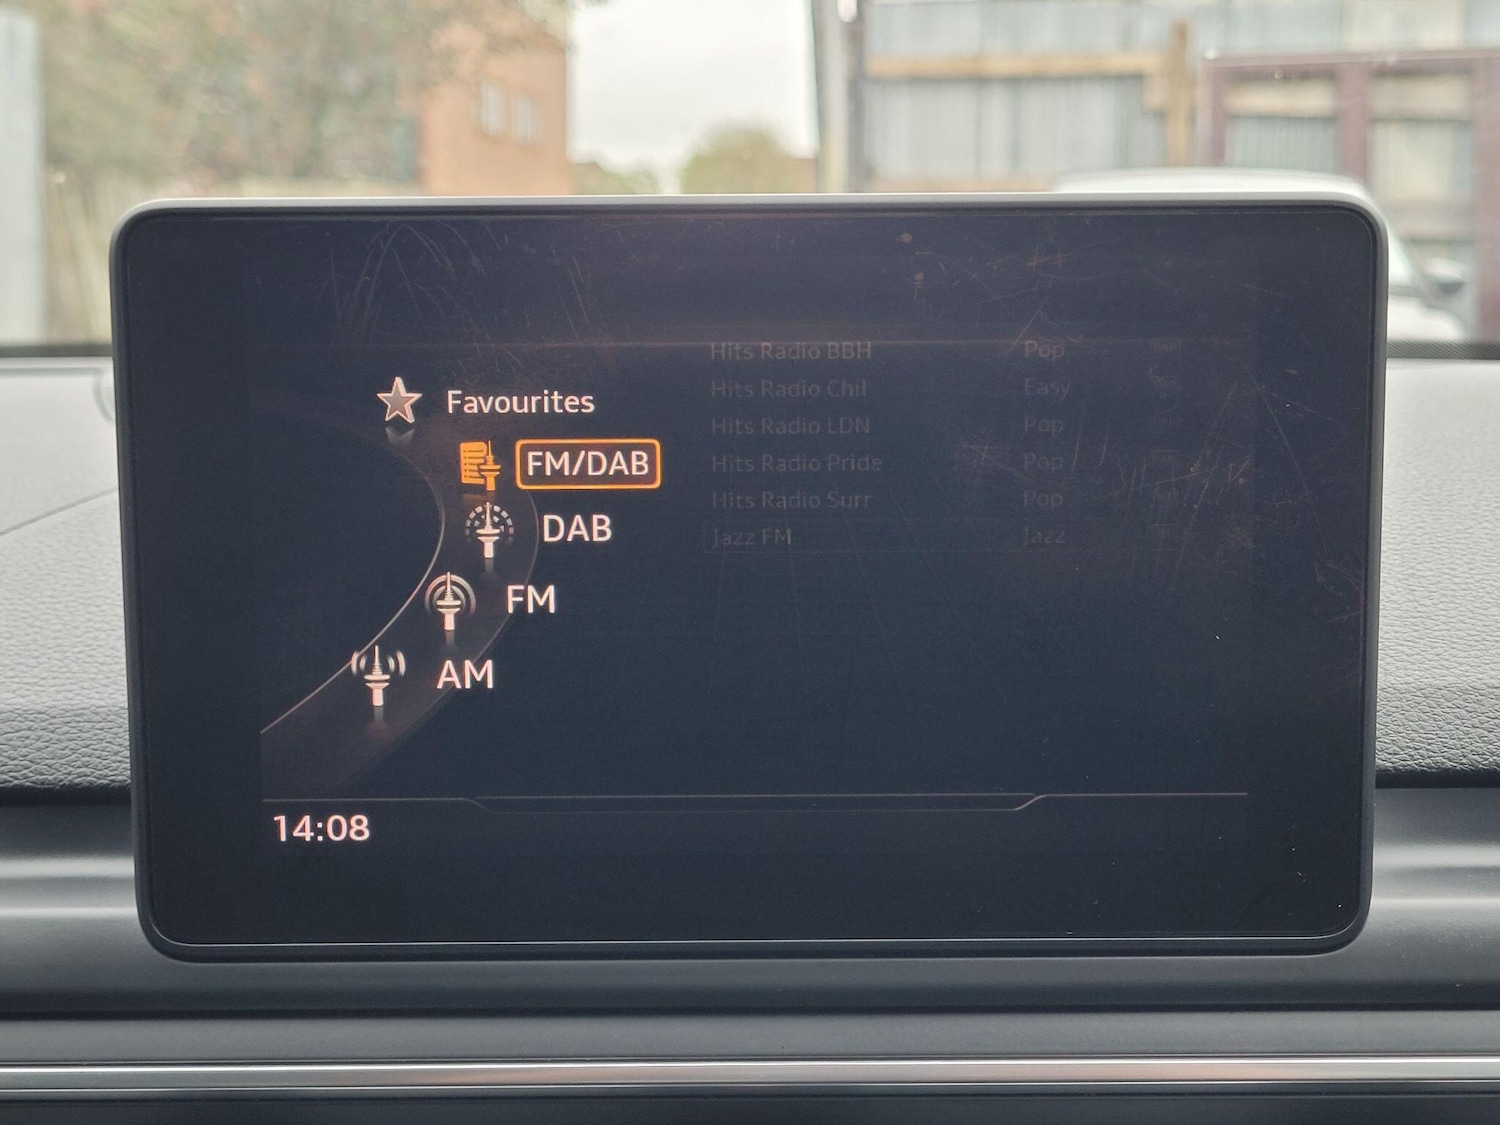 Favourites
FM/DAB
DAB
FM
AM
Hits Radio BBH Pop
Hits Radio Chil Easy
Hits Radio LDN Pop
Hits Radio Pride Pop
Hits Radio Surr Pop
Jazz FM Jazz
14:08